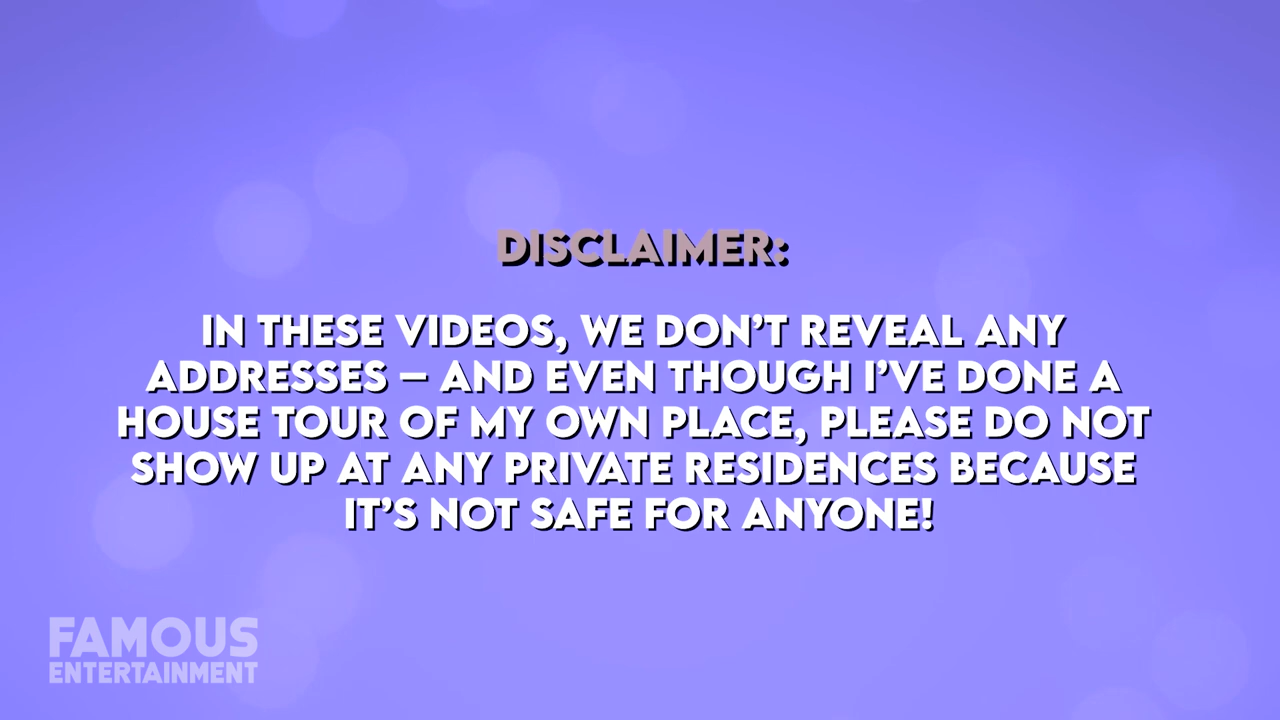 DISCLAIMER:
IN THESE VIDEOS, WE DON'T REVEAL ANY
ADDRESSES – AND EVEN THOUGH I'VE DONE A
HOUSE TOUR OF MY OWN PLACE, PLEASE DO NOT
SHOW UP AT ANY PRIVATE RESIDENCES BECAUSE
IT'S NOT SAFE FOR ANYONE!
FAMOUS
ENTERTAINMENT